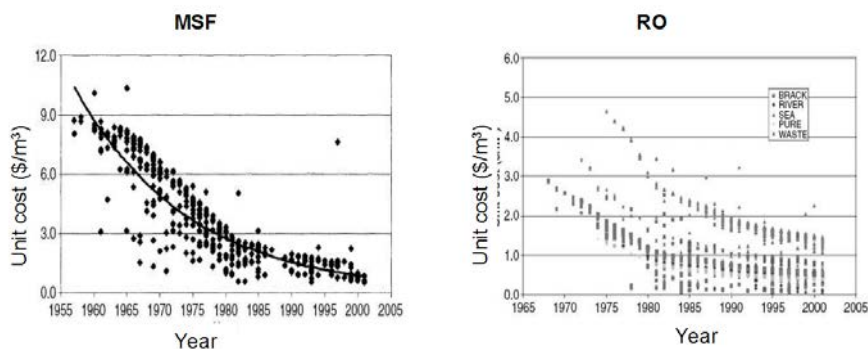 MSF
12.0
9.0
6.0
3.0
0.0
1955 1960 1965 1970 1975 1980 1985 1990 1995 2000 2005
Unit cost ($/m³)
Year
RO
6.0
5.0
4.0
3.0
2.0
1.0
0.0
1965 1970 1975 1980 1985 1990 1995 2000 2005
Unit cost ($/m³)
Year
BRACK
RIVER
SEA
PURE
WASTE